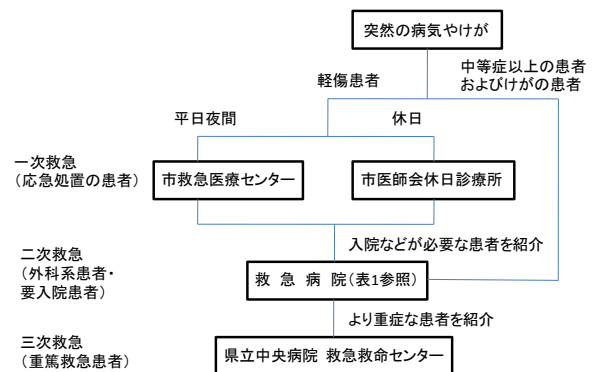 突然の病気やけが
中等症以上の患者
およびけがの患者
軽傷患者
平日夜間
休日
一次救急
(応急処置の患者)
市救急医療センター
市医師会休日診療所
入院などが必要な患者を紹介
二次救急
(外科系患者・
要入院患者)
救 急 病 院(表1参照)
より重症な患者を紹介
三次救急
(重篤救急患者)
県立中央病院 救急救命センター